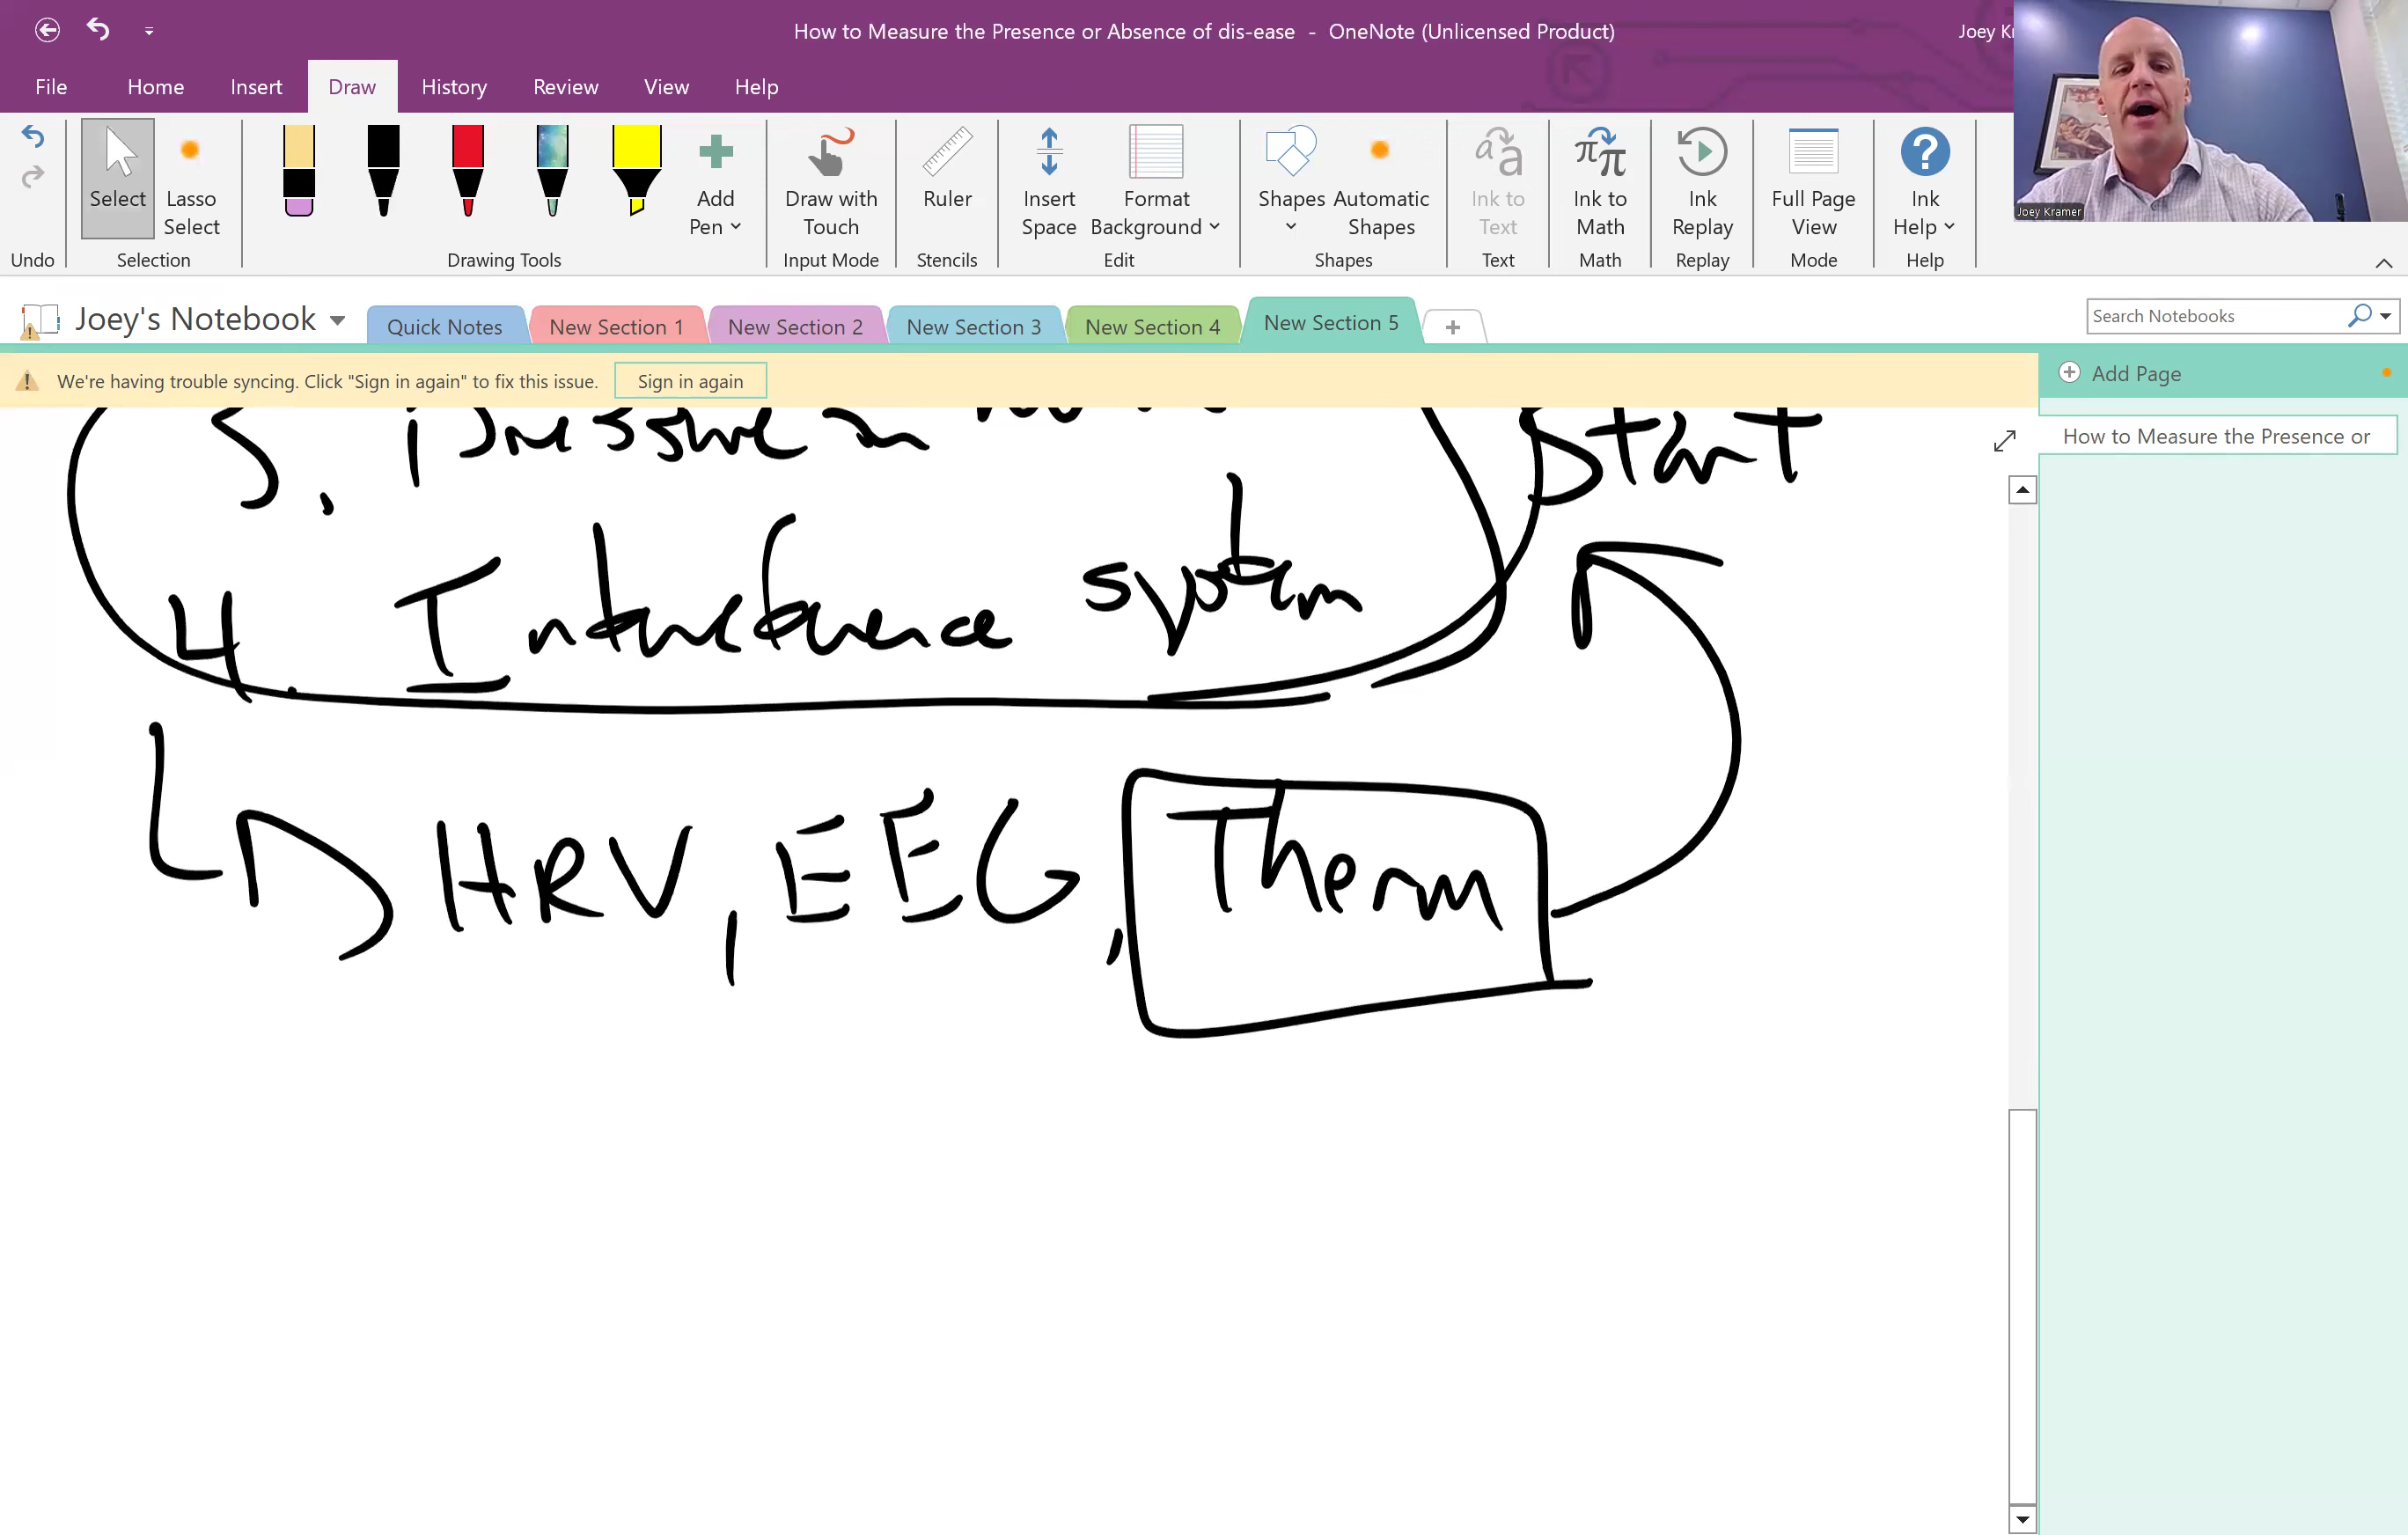 How to Measure the Presence or Absence of dis-ease - OneNote (Unlicensed Product)
File Home Insert Draw History Review View Help
Select
Lasso Select
Add Pen
Draw with Touch
Ruler
Insert Space
Format Background
Shapes
Automatic Shapes
Ink to Text
Ink to Math
Ink Replay
Full Page View
Ink Help
Undo Selection Drawing Tools Input Mode Stencils Edit Shapes Text Math Replay Mode Help
Joey Kramer
Joey's Notebook Quick Notes New Section 1 New Section 2 New Section 3 New Section 4 New Section 5 Search Notebooks
We're having trouble syncing. Click "Sign in again" to fix this issue. Sign in again
Add Page
How to Measure the Presence or
Start
4. Interference system
HRV, EEG, Therm